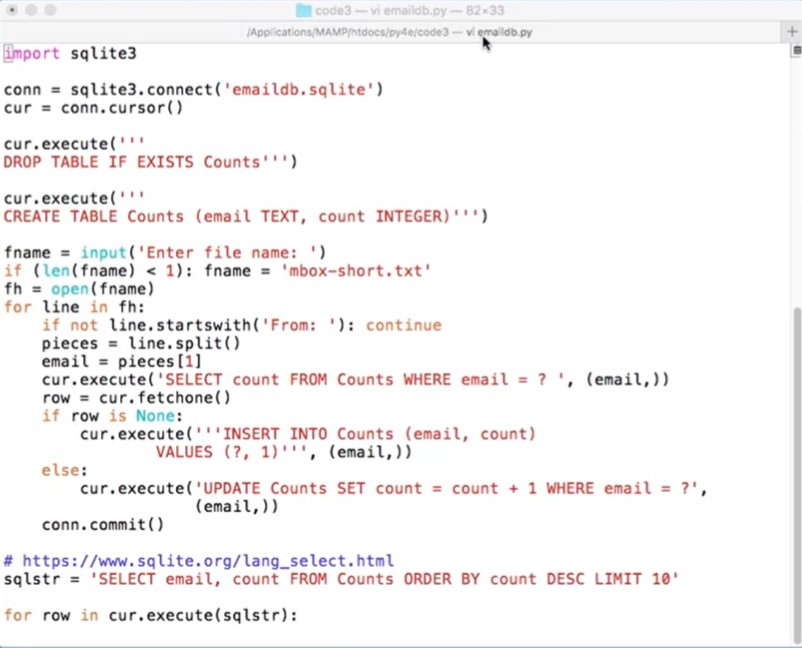 code3 — vi emaildb.py — 82×33
/Applications/MAMP/htdocs/py4e/code3 — vi emaildb.py
import sqlite3

conn = sqlite3.connect('emaildb.sqlite')
cur = conn.cursor()

cur.execute('''
DROP TABLE IF EXISTS Counts''')

cur.execute('''
CREATE TABLE Counts (email TEXT, count INTEGER)''')

fname = input('Enter file name: ')
if (len(fname) < 1): fname = 'mbox-short.txt'
fh = open(fname)
for line in fh:
    if not line.startswith('From: '): continue
    pieces = line.split()
    email = pieces[1]
    cur.execute('SELECT count FROM Counts WHERE email = ? ', (email,))
    row = cur.fetchone()
    if row is None:
        cur.execute('''INSERT INTO Counts (email, count)
                VALUES (?, 1)''', (email,))
    else:
        cur.execute('UPDATE Counts SET count = count + 1 WHERE email = ?',
                    (email,))
    conn.commit()

# https://www.sqlite.org/lang_select.html
sqlstr = 'SELECT email, count FROM Counts ORDER BY count DESC LIMIT 10'

for row in cur.execute(sqlstr):